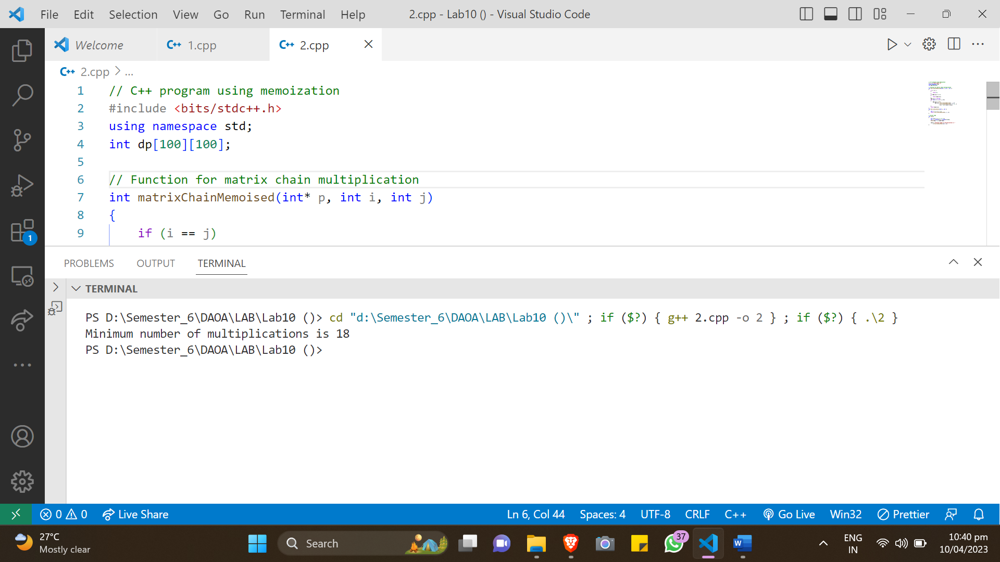 File Edit Selection View Go Run Terminal Help 2.cpp - Lab10 () - Visual Studio Code
Welcome C++ 1.cpp C++ 2.cpp
C++ 2.cpp > ...
1 // C++ program using memoization
2 #include <bits/stdc++.h>
3 using namespace std;
4 int dp[100][100];
5
6 // Function for matrix chain multiplication
7 int matrixChainMemoised(int* p, int i, int j)
8 {
9 if (i == j)
1
PROBLEMS OUTPUT TERMINAL
TERMINAL
PS D:\Semester_6\DAOA\LAB\Lab10 ()> cd "d:\Semester_6\DAOA\LAB\Lab10 ()\" ; if ($?) { g++ 2.cpp -o 2 } ; if ($?) { .\2 }
Minimum number of multiplications is 18
PS D:\Semester_6\DAOA\LAB\Lab10 ()>
0 0 Live Share Ln 6, Col 44 Spaces: 4 UTF-8 CRLF C++ Go Live Win32 Prettier
27°C
Mostly clear
Search
37
W
ENG
IN
10:40 pm
10/04/2023